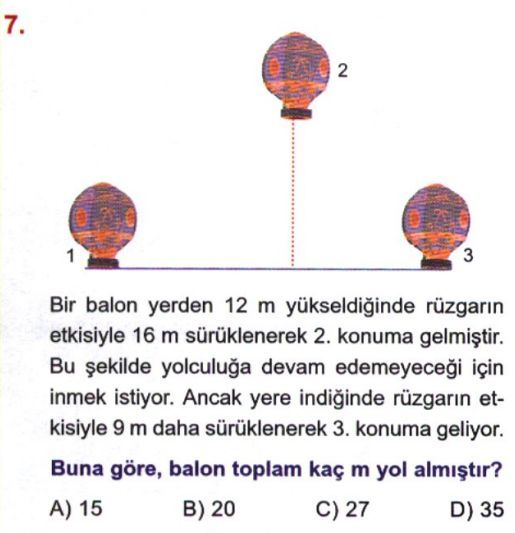 7.
2
1
3
Bir balon yerden 12 m yükseldiğinde rüzgarın
etkisiyle 16 m sürüklenerek 2. konuma gelmiştir.
Bu şekilde yolculuğa devam edemeyeceği için
inmek istiyor. Ancak yere indiğinde rüzgarın et-
kisiyle 9 m daha sürüklenerek 3. konuma geliyor.
Buna göre, balon toplam kaç m yol almıştır?
A) 15 B) 20 C) 27 D) 35